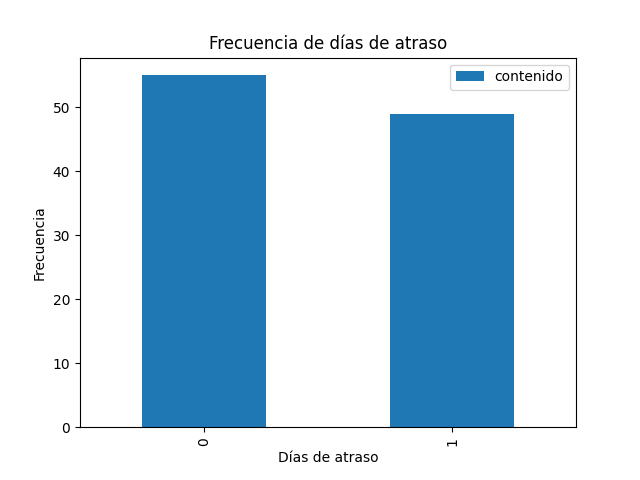 Frecuencia de días de atraso
contenido
50
40
30
20
10
0
Frecuencia
0
1
Días de atraso